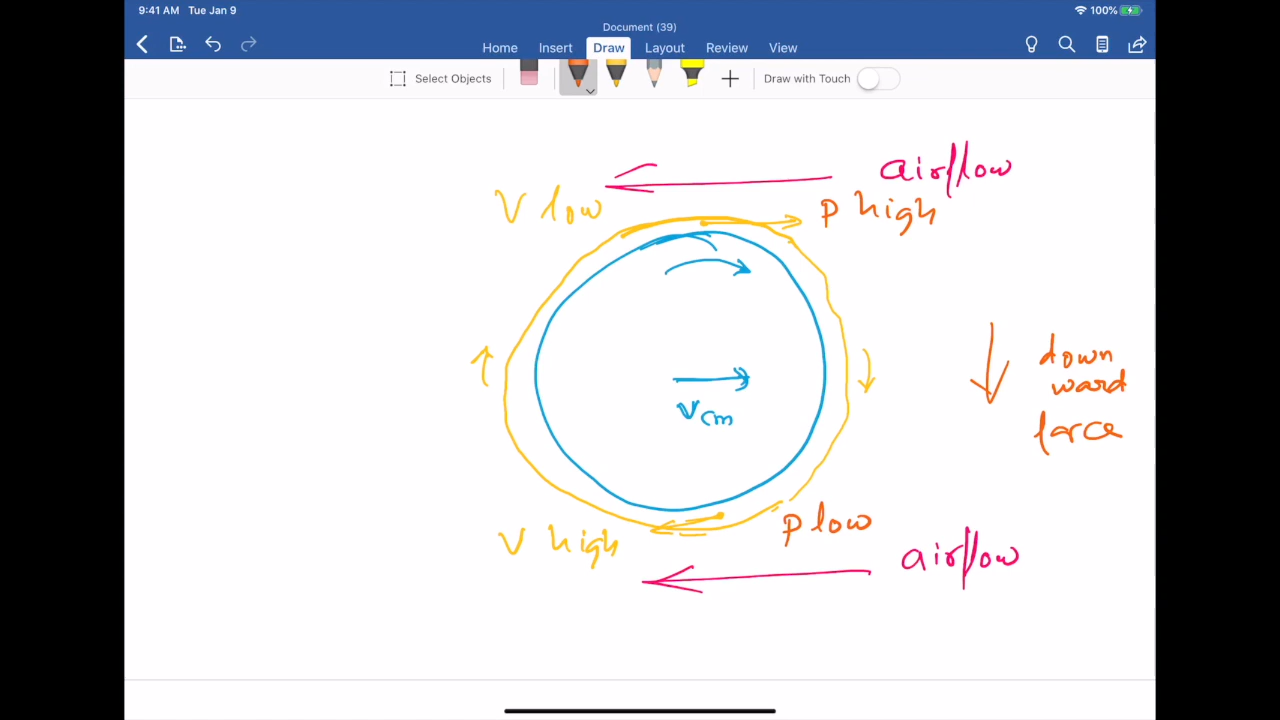 9:41 AM Tue Jan 9
100%
Document (39)
Home Insert Draw Layout Review View
Select Objects
Draw with Touch
airflow
V low
P high
down
ward
force
Vcm
P low
V high
airflow